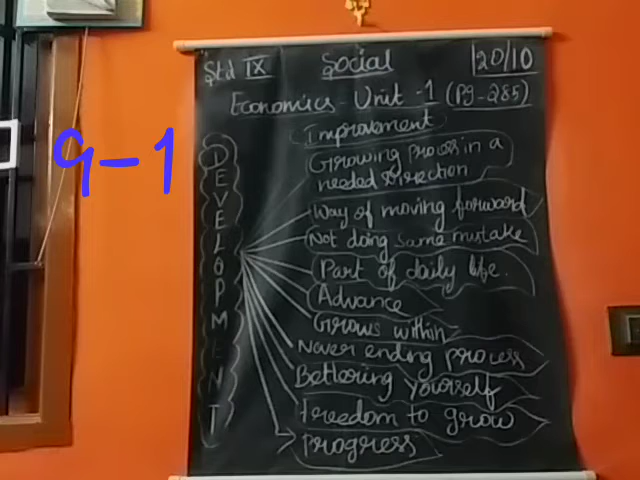 Std IX Social 20/10
Economics - Unit - 1 (Pg - 285)
9-1
DEVELOPMENT
Improvment
Growing process in a
needed Direction
Way of moving forward
Not doing same mistake
Part of daily life.
Advance
Grows within
Never ending process
Bettering yourself
freedom to grow
Progress